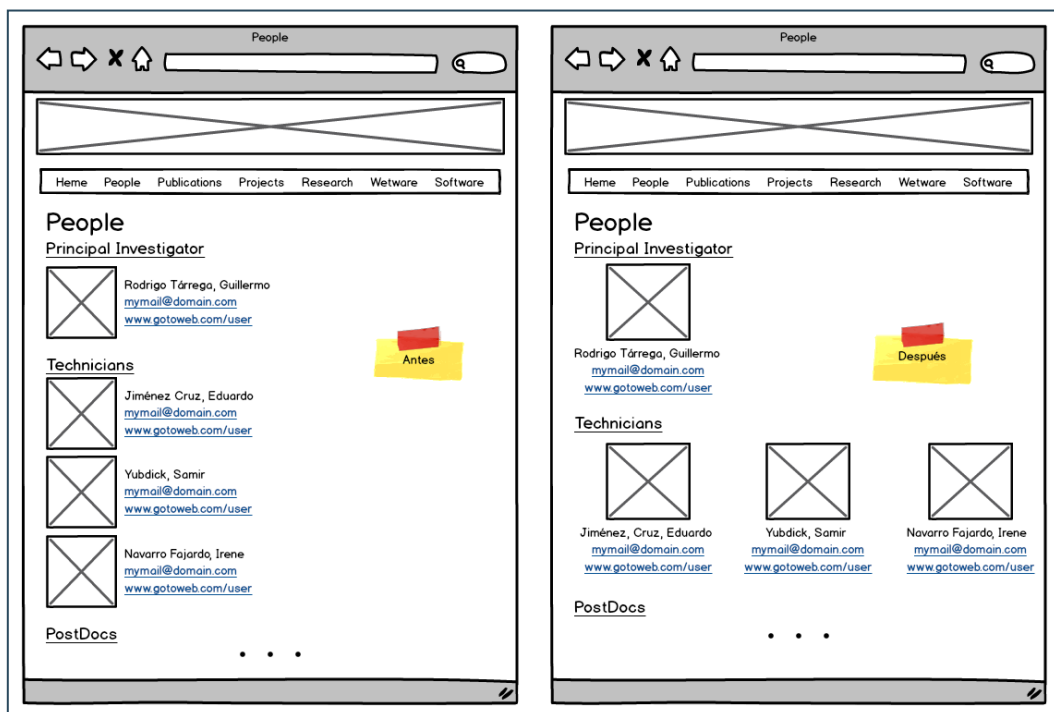 People
Heme People Publications Projects Research Wetware Software
People
Principal Investigator
Rodrigo Tárrega, Guillermo
mymail@domain.com
www.gotoweb.com/user
Antes
Technicians
Jiménez Cruz, Eduardo
mymail@domain.com
www.gotoweb.com/user
Yubdick, Samir
mymail@domain.com
www.gotoweb.com/user
Navarro Fajardo, Irene
mymail@domain.com
www.gotoweb.com/user
PostDocs
• • •
People
Home People Publications Projects Research Wetware Software
People
Principal Investigator
Rodrigo Tárrega, Guillermo
mymail@domain.com
www.gotoweb.com/user
Después
Technicians
Jiménez, Cruz, Eduardo Yubdick, Samir Navarro Fajardo, Irene
mymail@domain.com mymail@domain.com mymail@domain.com
www.gotoweb.com/user www.gotoweb.com/user www.gotoweb.com/user
PostDocs
• • •